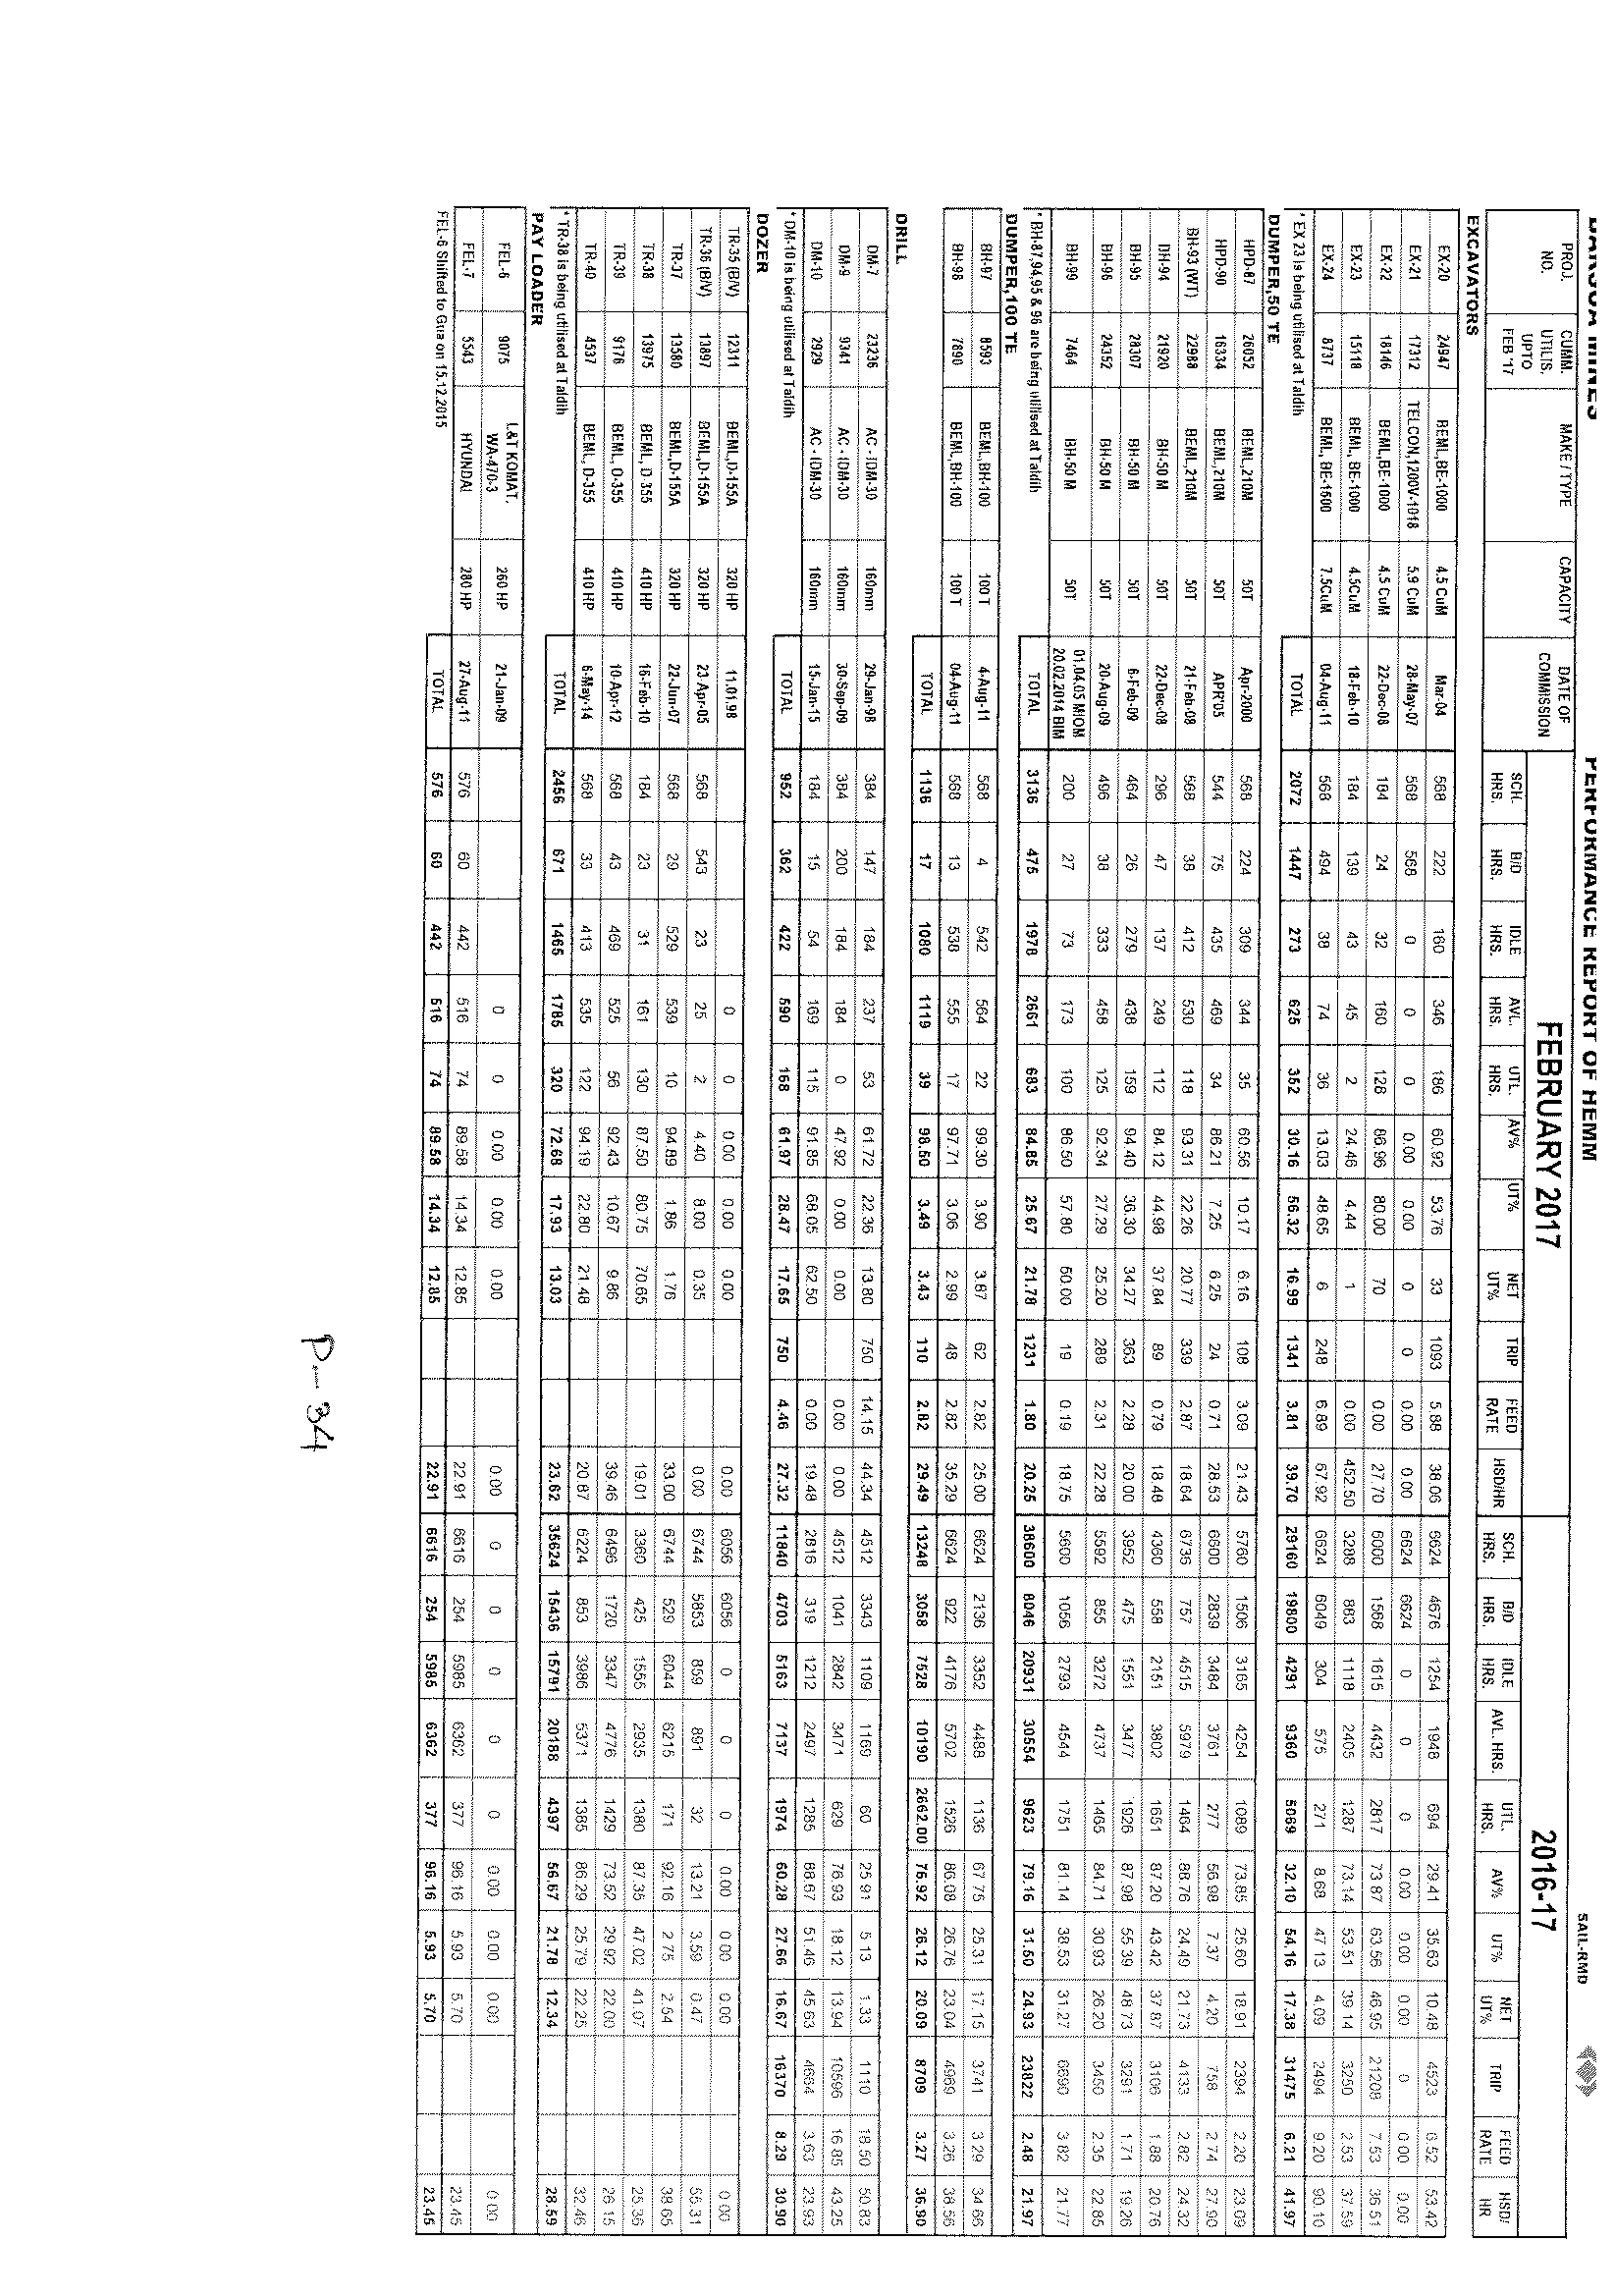 PERFORMANCE REPORT OF HEMM
SAIL-RMD
FEBRUARY 2017 2016-17
PROJ. NO. CUMM. UTILIS. UPTO FEB'17 MAKE / TYPE CAPACITY DATE OF COMMISSION SCH. HRS. B/D HRS. IDLE HRS. AVL. HRS. UTL. HRS. AV% UT% NET UT% TRIP FEED RATE HSD/HR SCH. HRS. B/D HRS. IDLE HRS. AVL. HRS. UTL. HRS. AV% UT% NET UT% TRIP FEED RATE HSD/ HR
EXCAVATORS
EX-20 24947 BEML,BE-1000 4.5 CuM Mar-04 568 222 160 346 186 60.92 53.76 33 1093 5.88 38.06 6624 4676 1254 1948 694 29.41 35.63 10.48 4523 6.52 53.42
EX-21 17312 TELCON,1200V-1018 5.9 CuM 28-May-07 568 568 0 0 0 0.00 0.00 0 0 0.00 0.00 6624 6624 0 0 0 0.00 0.00 0.00 0 0.00 0.00
EX-22 18146 BEML,BE-1000 4.5 CuM 22-Dec-08 184 24 32 160 128 86.96 80.00 70 0.00 27.70 6000 1568 1615 4432 2817 73.87 63.56 46.95 21208 7.53 36.51
EX-23 15118 BEML, BE-1000 4.5CuM 18-Feb-10 184 139 43 45 2 24.46 4.44 1 0.00 452.50 3288 883 1118 2405 1287 73.14 53.51 39.14 3250 2.53 37.59
EX-24 8737 BEML, BE-1600 7.5CuM 04-Aug-11 568 494 38 74 36 13.03 48.65 6 248 6.89 67.92 6624 6049 304 575 271 8.68 47.13 4.09 2494 9.20 90.10
* EX 23 is being utilised at Taldih TOTAL 2072 1447 273 625 352 30.16 56.32 16.99 1341 3.81 39.70 29160 19800 4291 9360 5069 32.10 54.16 17.38 31475 6.21 41.97
DUMPER,50 TE
HPD-87 26052 BEML,210M 50T Apr-2000 568 224 309 344 35 60.56 10.17 6.16 108 3.09 21.43 5760 1506 3165 4254 1089 73.85 25.60 18.91 2394 2.20 23.09
HPD-90 16334 BEML,210M 50T APR'05 544 75 435 469 34 86.21 7.25 6.25 24 0.71 28.53 6600 2839 3484 3761 277 56.98 7.37 4.20 758 2.74 27.90
BH-93 (WT) 22988 BEML,210M 50T 21-Feb-08 568 38 412 530 118 93.31 22.26 20.77 339 2.87 18.64 6736 757 4515 5979 1464 88.76 24.49 21.73 4133 2.82 24.32
BH-94 21920 BH-50 M 50T 22-Dec-08 296 47 137 249 112 84.12 44.98 37.84 89 0.79 18.48 4360 558 2151 3802 1651 87.20 43.42 37.87 3106 1.88 20.76
BH-95 28307 BH-50 M 50T 6-Feb-09 464 26 279 438 159 94.40 36.30 34.27 363 2.28 20.00 3952 475 1551 3477 1926 87.98 55.39 48.73 3291 1.71 19.26
BH-96 24352 BH-50 M 50T 20-Aug-09 496 38 333 458 125 92.34 27.29 25.20 289 2.31 22.28 5592 855 3272 4737 1465 84.71 30.93 26.20 3450 2.35 22.85
BH-99 7464 BH-50 M 50T 01.04.05 MIOM 20.02.2014 BIM 200 27 73 173 100 86.50 57.80 50.00 19 0.19 18.75 5600 1056 2793 4544 1751 81.14 38.53 31.27 6690 3.82 21.77
* BH-87,94,95 & 96 are being utilised at Taldih TOTAL 3136 475 1978 2661 683 84.85 25.67 21.78 1231 1.80 20.25 38600 8046 20931 30554 9623 79.16 31.50 24.93 23822 2.48 21.97
DUMPER,100 TE
BH-97 8593 BEML,BH-100 100 T 4-Aug-11 568 4 542 564 22 99.30 3.90 3.87 62 2.82 25.00 6624 2136 3352 4488 1136 67.75 25.31 17.15 3741 3.29 34.66
BH-98 7890 BEML,BH-100 100 T 04-Aug-11 568 13 538 555 17 97.71 3.06 2.99 48 2.82 35.29 6624 922 4176 5702 1526 86.08 26.76 23.04 4969 3.26 38.56
TOTAL 1136 17 1080 1119 39 98.50 3.49 3.43 110 2.82 29.49 13248 3058 7528 10190 2662.00 76.92 26.12 20.09 8709 3.27 36.90
DRILL
DM-7 23236 AC - IDM-30 160mm 29-Jan-98 384 147 184 237 53 61.72 22.36 13.80 750 14.15 44.34 4512 3343 1109 1169 60 25.91 5.13 1.33 1110 18.50 50.83
DM-9 9341 AC - IDM-30 160mm 30-Sep-09 384 200 184 184 0 47.92 0.00 0.00 0.00 0.00 4512 1041 2842 3471 629 76.93 18.12 13.94 10596 16.85 43.25
DM-10 2929 AC - IDM-30 160mm 15-Jan-15 184 15 54 169 115 91.85 68.05 62.50 0.00 19.48 2816 319 1212 2497 1285 88.67 51.46 45.63 4664 3.63 23.93
* DM-10 is being utilised at Taldih TOTAL 952 362 422 590 168 61.97 28.47 17.65 750 4.46 27.32 11840 4703 5163 7137 1974 60.28 27.66 16.67 16370 8.29 30.90
DOZER
TR-35 (B/V) 12311 BEML,D-155A 320 HP 11.01.98 0 0 0.00 0.00 0.00 0.00 6056 6056 0 0 0 0.00 0.00 0.00 0.00
TR-36 (B/V) 13897 BEML,D-155A 320 HP 23-Apr-05 568 543 23 25 2 4.40 8.00 0.35 0.00 6744 5853 859 891 32 13.21 3.59 0.47 55.31
TR-37 13580 BEML,D-155A 320 HP 22-Jun-07 568 29 529 539 10 94.89 1.86 1.76 33.00 6744 529 6044 6215 171 92.16 2.75 2.54 38.65
TR-38 13975 BEML, D-355 410 HP 16-Feb-10 184 23 31 161 130 87.50 80.75 70.65 19.01 3360 425 1555 2935 1380 87.35 47.02 41.07 25.36
TR-39 9176 BEML, D-355 410 HP 10-Apr-12 568 43 469 525 56 92.43 10.67 9.86 39.46 6496 1720 3347 4776 1429 73.52 29.92 22.00 26.15
TR-40 4537 BEML, D-355 410 HP 6-May-14 568 33 413 535 122 94.19 22.80 21.48 20.87 6224 853 3986 5371 1385 86.29 25.79 22.25 32.46
* TR-38 is being utilised at Taldih TOTAL 2456 671 1465 1785 320 72.68 17.93 13.03 23.62 35624 15436 15791 20188 4397 56.67 21.78 12.34 28.59
PAY LOADER
FEL-6 9075 L&T KOMAT. WA-470-3 260 HP 21-Jan-09 0 0 0.00 0.00 0.00 0.00 0 0 0 0 0 0.00 0.00 0.00 0.00
FEL-7 5543 HYUNDAI 280 HP 27-Aug-11 576 60 442 516 74 89.58 14.34 12.85 22.91 6616 254 5985 6362 377 96.16 5.93 5.70 23.45
FEL-6 Shifted to Gua on 15.12.2015 TOTAL 576 60 442 516 74 89.58 14.34 12.85 22.91 6616 254 5985 6362 377 96.16 5.93 5.70 23.45
P-34